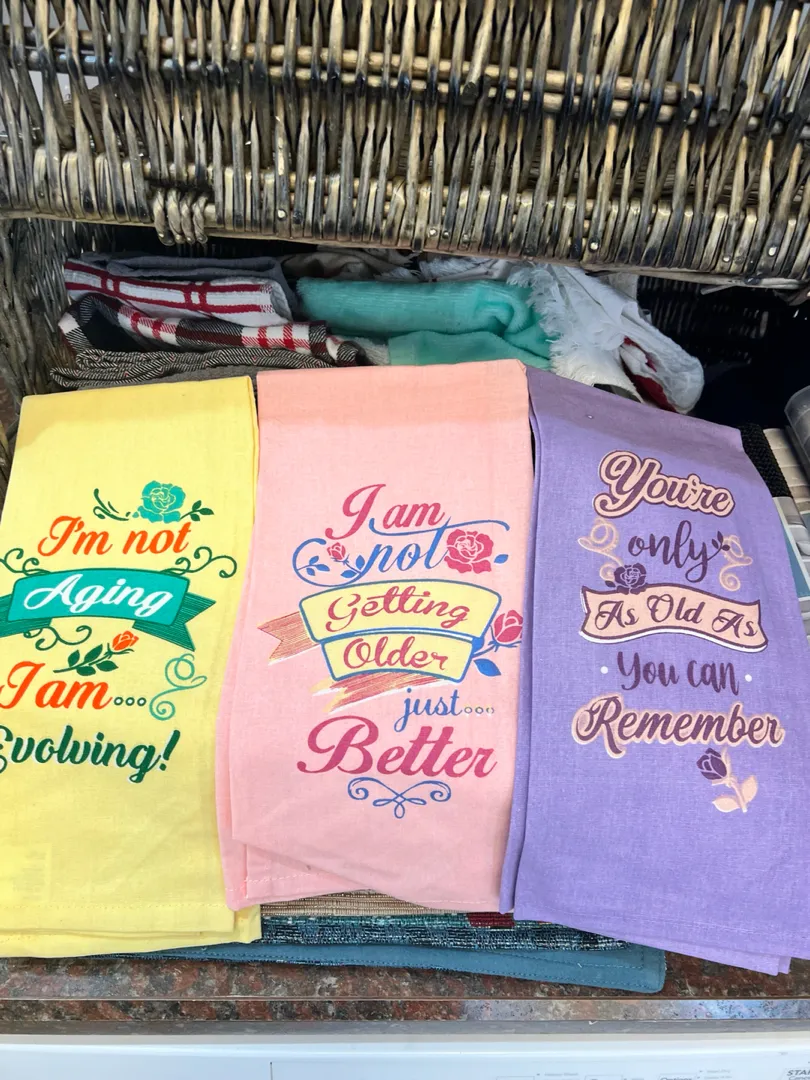 I'm not
Aging
I am...
Evolving!
I am
not
Getting
Older
just...
Better
You're
only
As Old As
You can
Remember